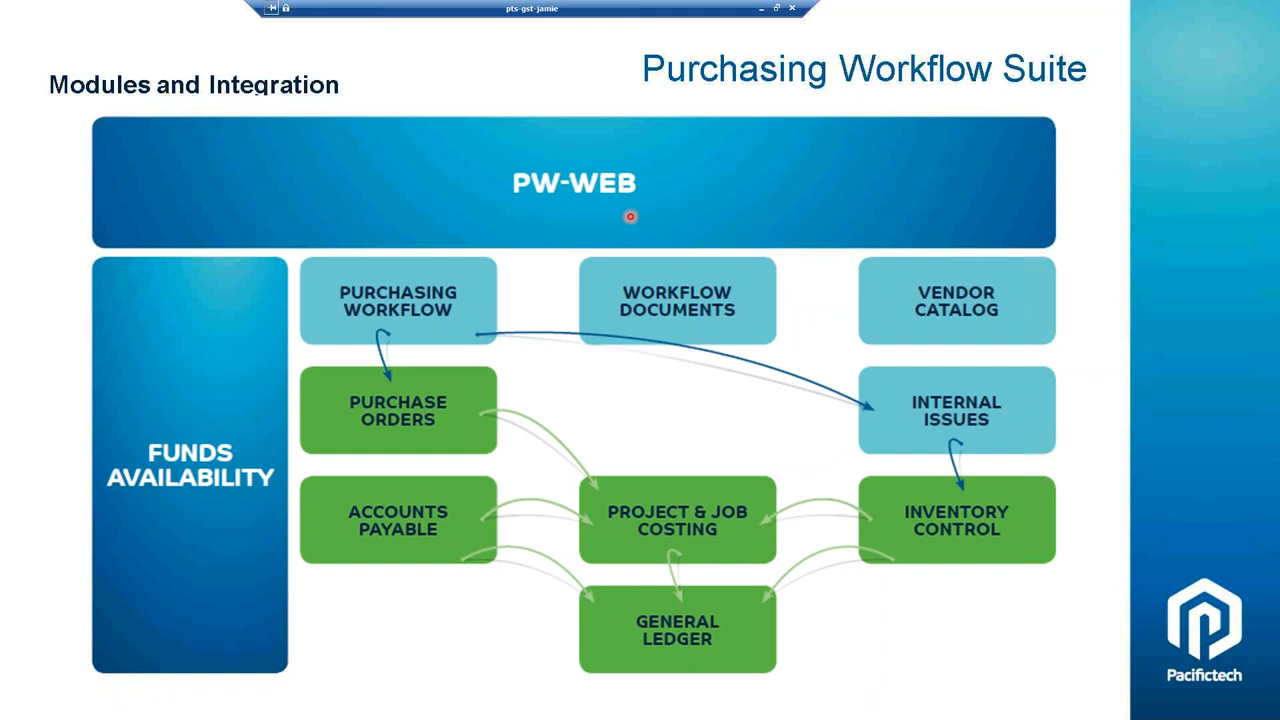 pts-gst-jamie
Purchasing Workflow Suite
Modules and Integration
PW-WEB
PURCHASING
WORKFLOW
WORKFLOW
DOCUMENTS
VENDOR
CATALOG
PURCHASE
ORDERS
INTERNAL
ISSUES
FUNDS
AVAILABILITY
ACCOUNTS
PAYABLE
PROJECT & JOB
COSTING
INVENTORY
CONTROL
GENERAL
LEDGER
Pacifictech